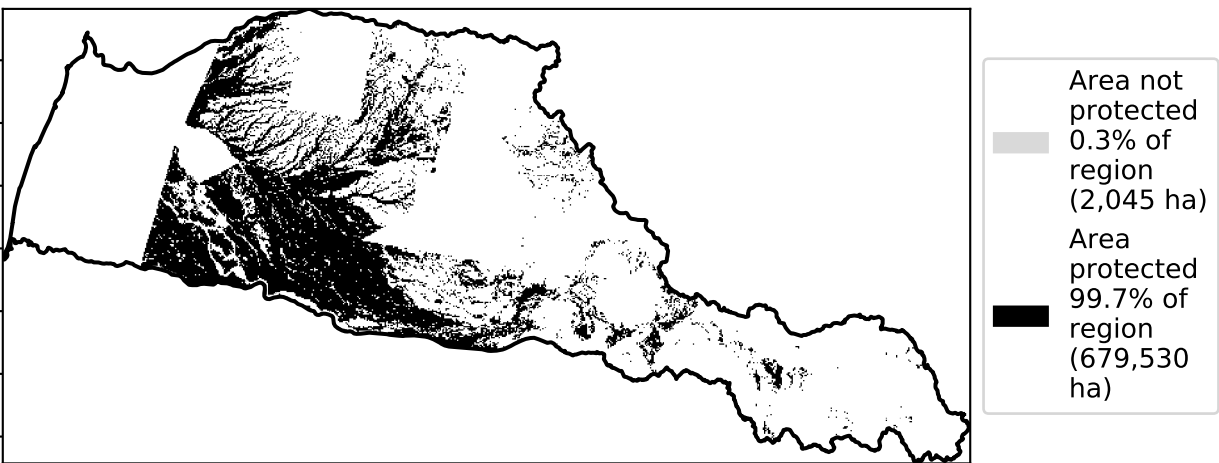 Area not
protected
0.3% of
region
(2,045 ha)
Area
protected
99.7% of
region
(679,530
ha)